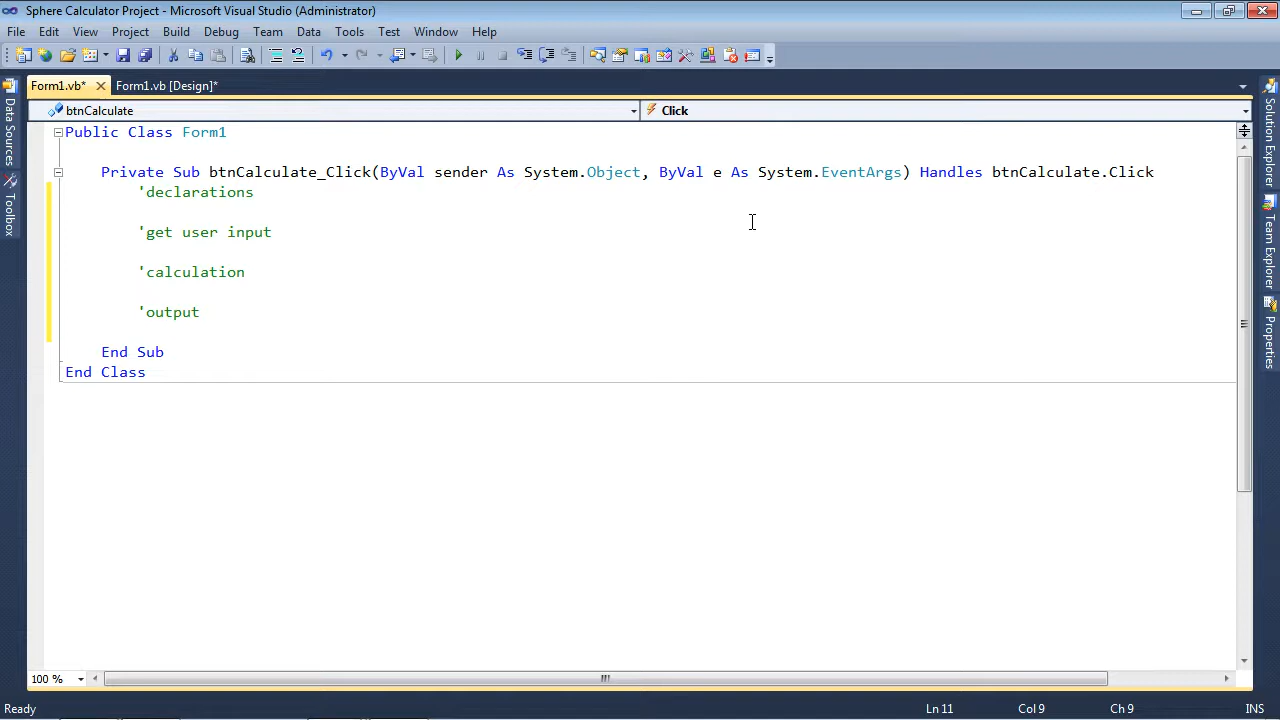 Sphere Calculator Project - Microsoft Visual Studio (Administrator)
File Edit View Project Build Debug Team Data Tools Test Window Help
Form1.vb* Form1.vb [Design]*
btnCalculate Click
Public Class Form1
Private Sub btnCalculate_Click(ByVal sender As System.Object, ByVal e As System.EventArgs) Handles btnCalculate.Click
'declarations
'get user input
'calculation
'output
End Sub
End Class
Data Sources
Toolbox
Solution Explorer
Team Explorer
Properties
100 %
Ready Ln 11 Col 9 Ch 9 INS